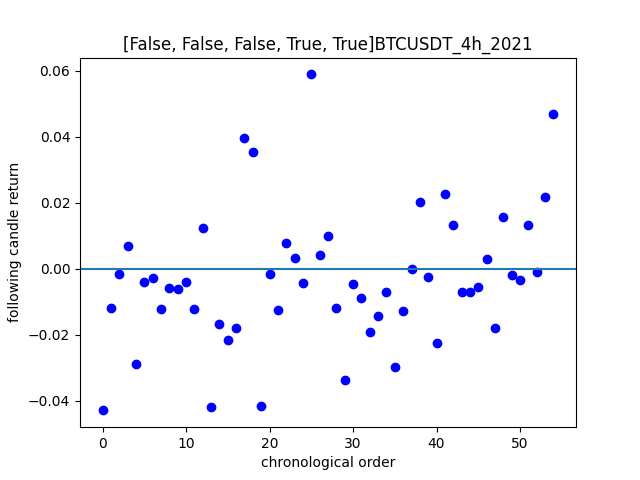 [False, False, False, True, True]BTCUSDT_4h_2021
0.06
0.04
0.02
0.00
−0.02
−0.04
following candle return
0 10 20 30 40 50
chronological order